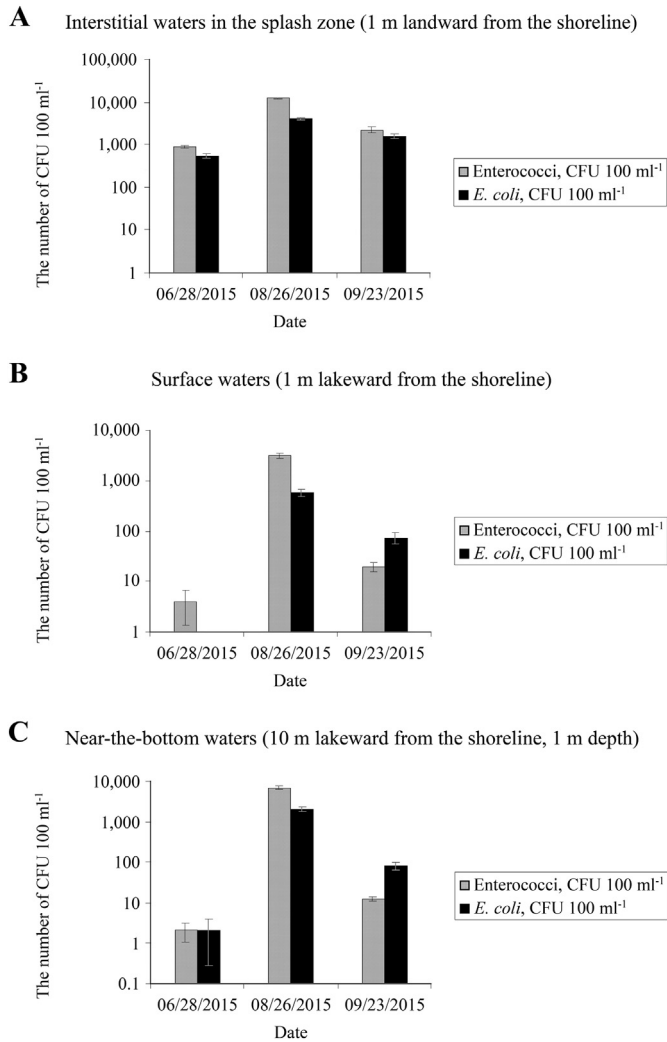 A
Interstitial waters in the splash zone (1 m landward from the shoreline)
The number of CFU 100 ml⁻¹
100,000
10,000
1,000
100
10
1
06/28/2015 08/26/2015 09/23/2015
Date
Enterococci, CFU 100 ml⁻¹
E. coli, CFU 100 ml⁻¹
B
Surface waters (1 m lakeward from the shoreline)
The number of CFU 100 ml⁻¹
10,000
1,000
100
10
1
06/28/2015 08/26/2015 09/23/2015
Date
Enterococci, CFU 100 ml⁻¹
E. coli, CFU 100 ml⁻¹
C
Near-the-bottom waters (10 m lakeward from the shoreline, 1 m depth)
The number of CFU 100 ml⁻¹
10,000
1,000
100
10
1
0.1
06/28/2015 08/26/2015 09/23/2015
Date
Enterococci, CFU 100 ml⁻¹
E. coli, CFU 100 ml⁻¹